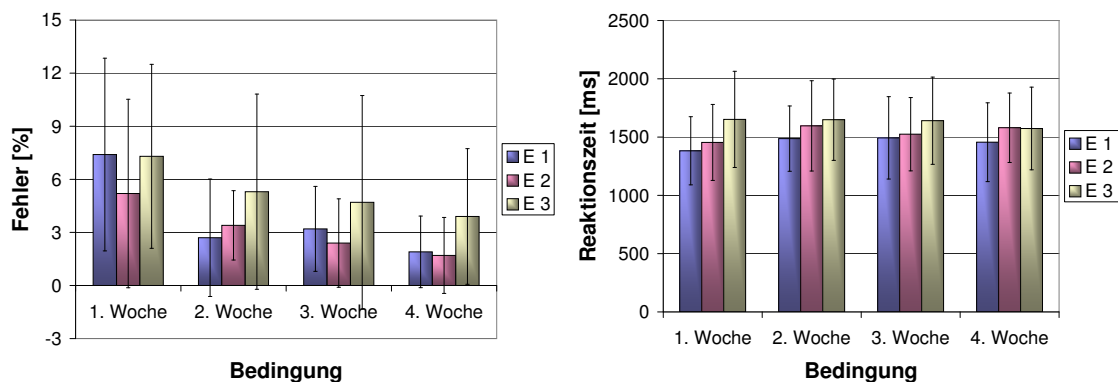 15
12
9
6
3
0
-3
Fehler [%]
1. Woche 2. Woche 3. Woche 4. Woche
Bedingung
E 1
E 2
E 3
2500
2000
1500
1000
500
0
Reaktionszeit [ms]
1. Woche 2. Woche 3. Woche 4. Woche
Bedingung
E 1
E 2
E 3